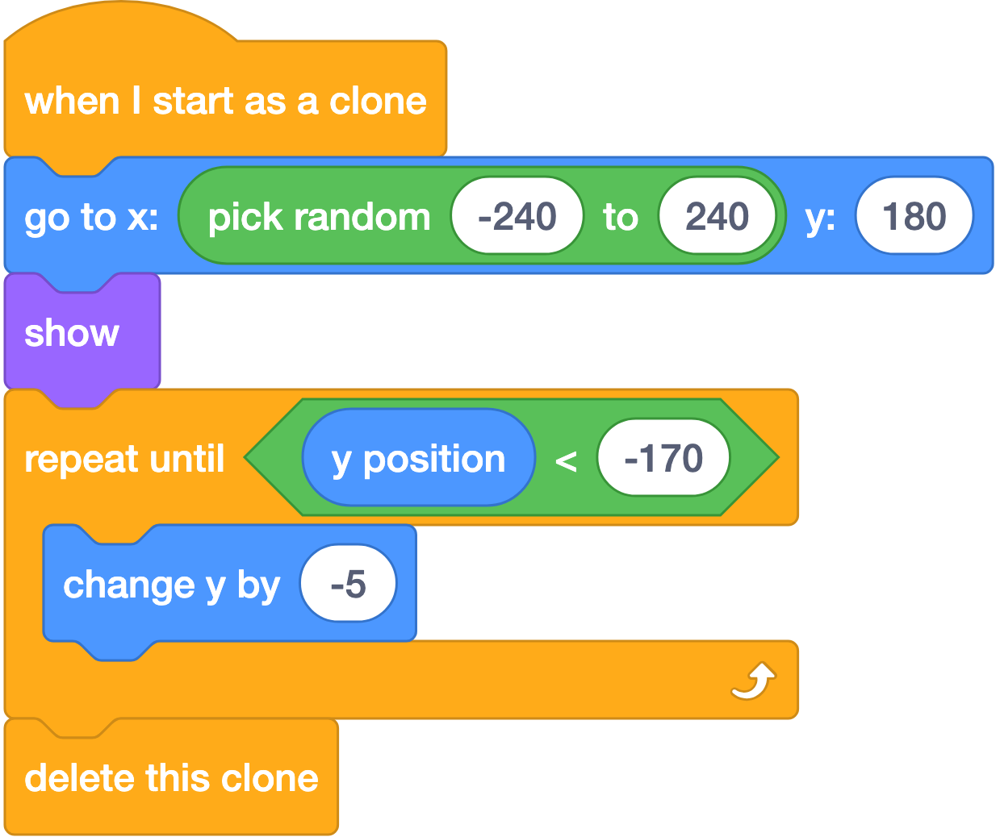 when I start as a clone
go to x: pick random -240 to 240 y: 180
show
repeat until y position < -170
change y by -5
delete this clone